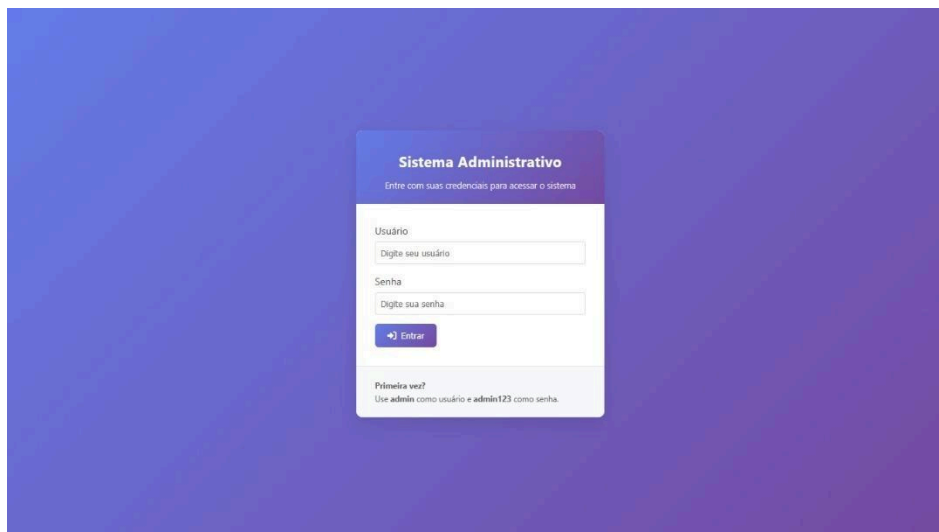 Sistema Administrativo
Entre com suas credenciais para acessar o sistema
Usuário
Digite seu usuário
Senha
Digite sua senha
Entrar
Primeira vez?
Use admin como usuário e admin123 como senha.